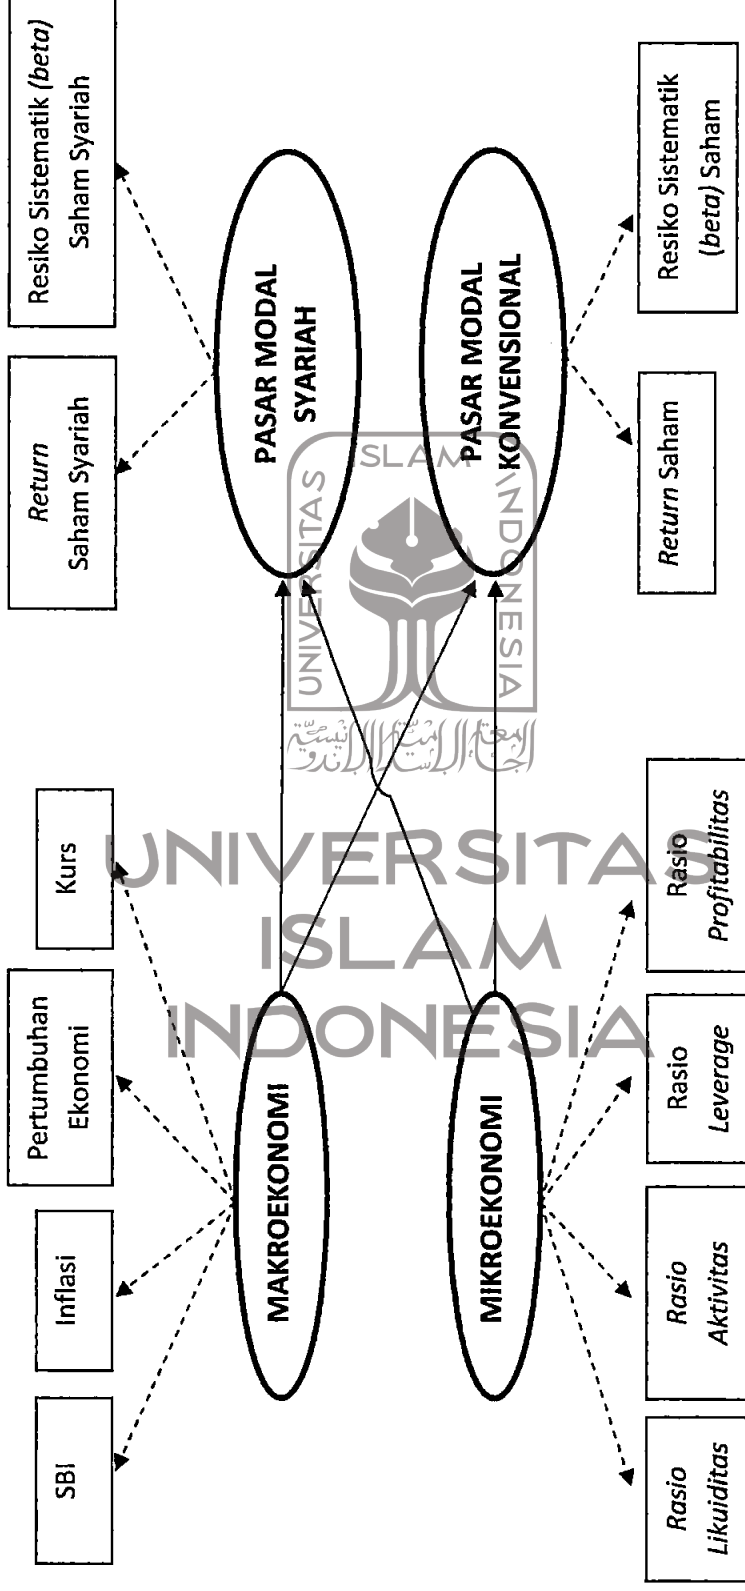 SBI
Inflasi
Pertumbuhan
Ekonomi
Kurs
Return
Saham Syariah
Resiko Sistematik (beta)
Saham Syariah
MAKROEKONOMI
PASAR MODAL
SYARIAH
MIKROEKONOMI
PASAR MODAL
KONVENSIONAL
Rasio
Likuiditas
Rasio
Aktivitas
Rasio
Leverage
Rasio
Profitabilitas
Return Saham
Resiko Sistematik
(beta) Saham
UNIVERSITAS
ISLAM
INDONESIA
UNIVERSITAS
ISLAM
INDONESIA